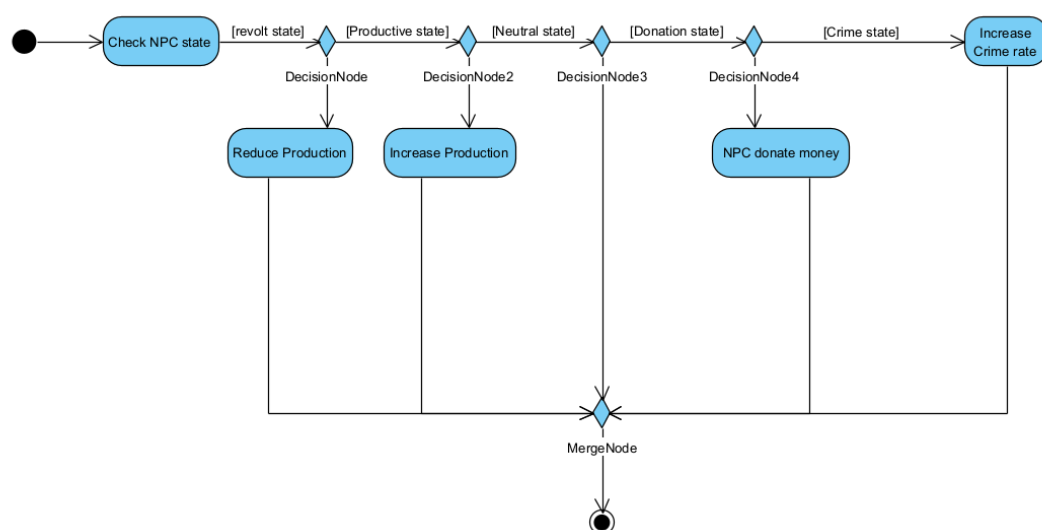 Check NPC state
[revolt state]
[Productive state]
[Neutral state]
[Donation state]
[Crime state]
Increase
Crime rate
DecisionNode
DecisionNode2
DecisionNode3
DecisionNode4
Reduce Production
Increase Production
NPC donate money
MergeNode